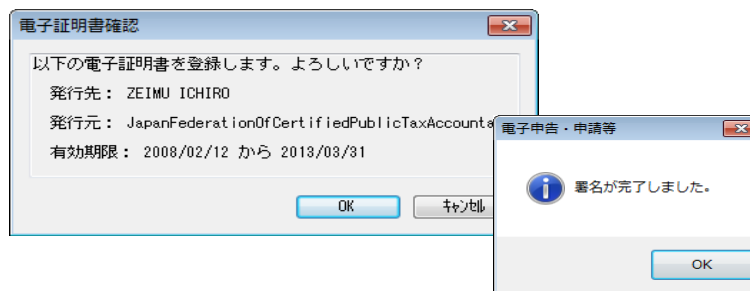 電子証明書確認
以下の電子証明書を登録します。よろしいですか？
発行先： ZEIMU ICHIRO
発行元： JapanFederationOfCertifiedPublicTaxAccounta
有効期限： 2008/02/12 から 2013/03/31
OK
キャンセル
電子申告・申請等
署名が完了しました。
OK